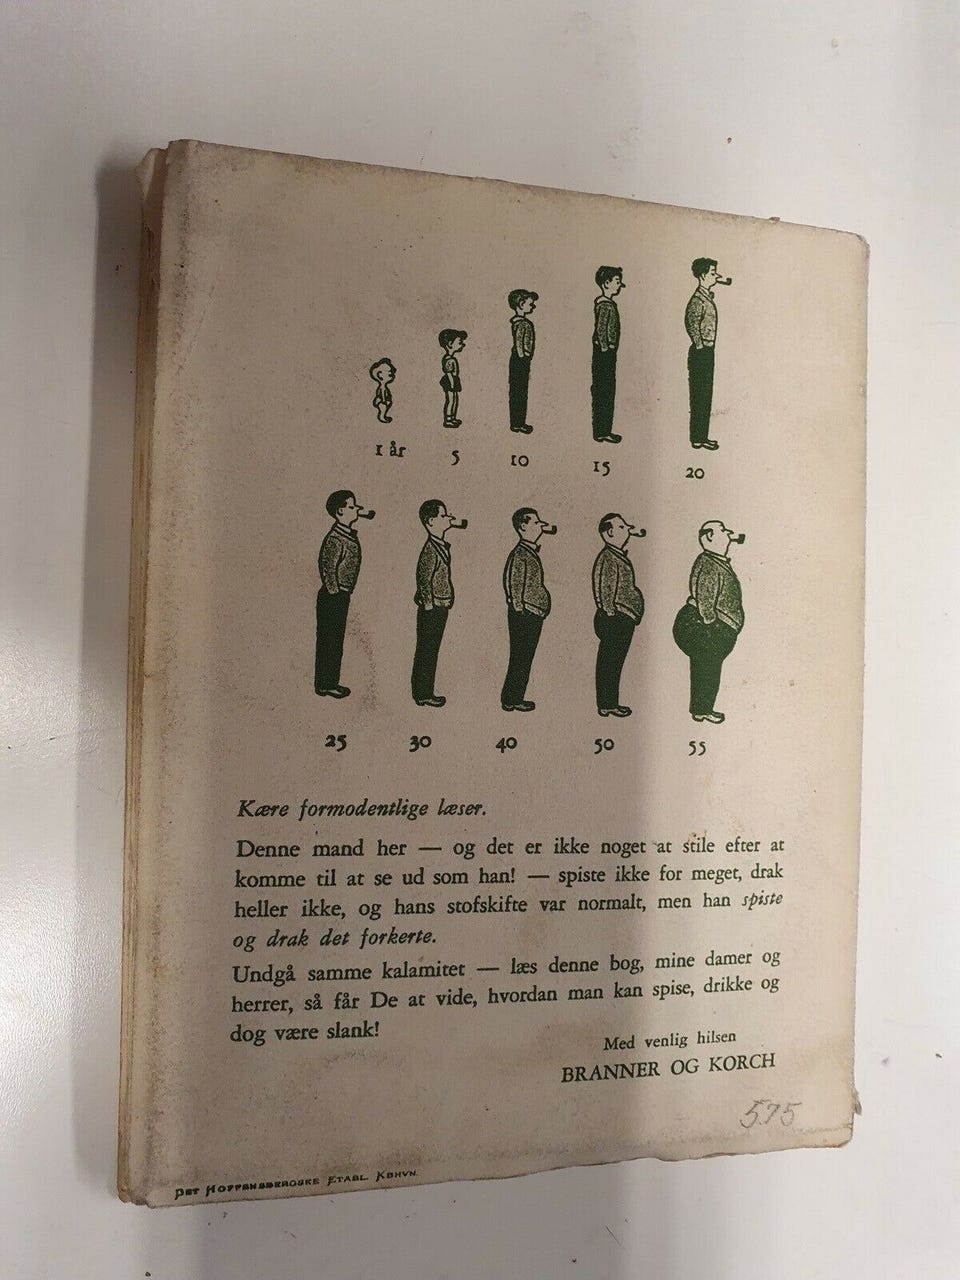 1 år 5 10 15 20
25 30 40 50 55
Kære formodentlige læser.
Denne mand her — og det er ikke noget at stile efter at
komme til at se ud som han! — spiste ikke for meget, drak
heller ikke, og hans stofskifte var normalt, men han spiste
og drak det forkerte.
Undgå samme kalamitet — læs denne bog, mine damer og
herrer, så får De at vide, hvordan man kan spise, drikke og
dog være slank!
Med venlig hilsen
BRANNER OG KORCH
575
DET HOFFENSBERGSKE ETABL. KBHVN.